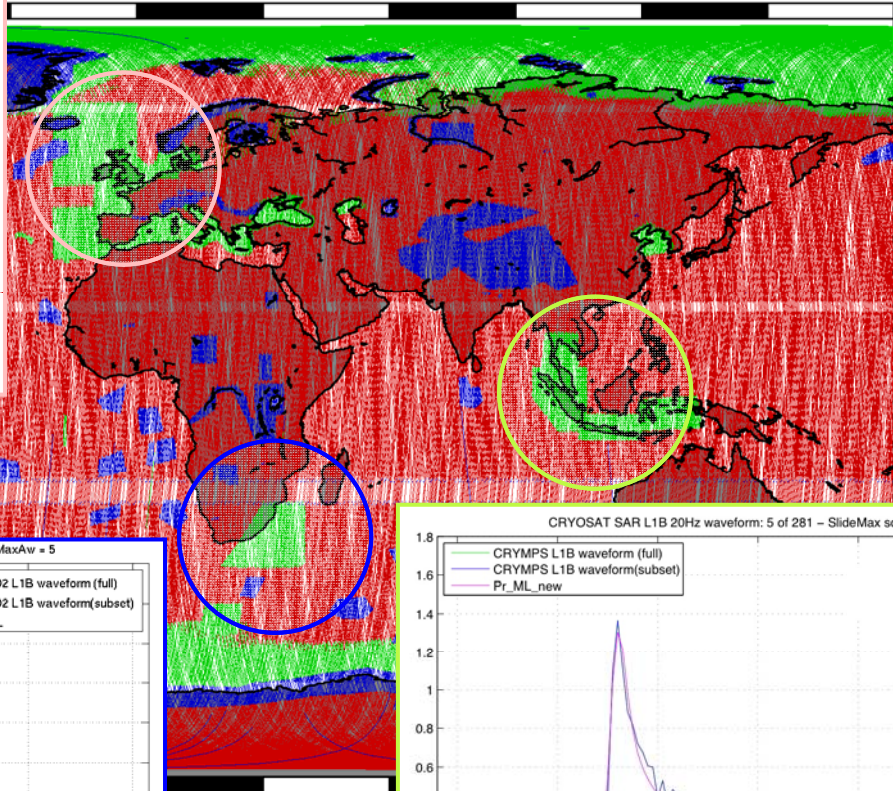 MaxAw = 5
02 L1B waveform (full)
02 L1B waveform(subset)
CRYOSAT SAR L1B 20Hz waveform: 5 of 281 – SlideMax
1.8
CRYMPS L1B waveform (full)
CRYMPS L1B waveform(subset)
Pr_ML_new
1.6
1.4
1.2
1
0.8
0.6